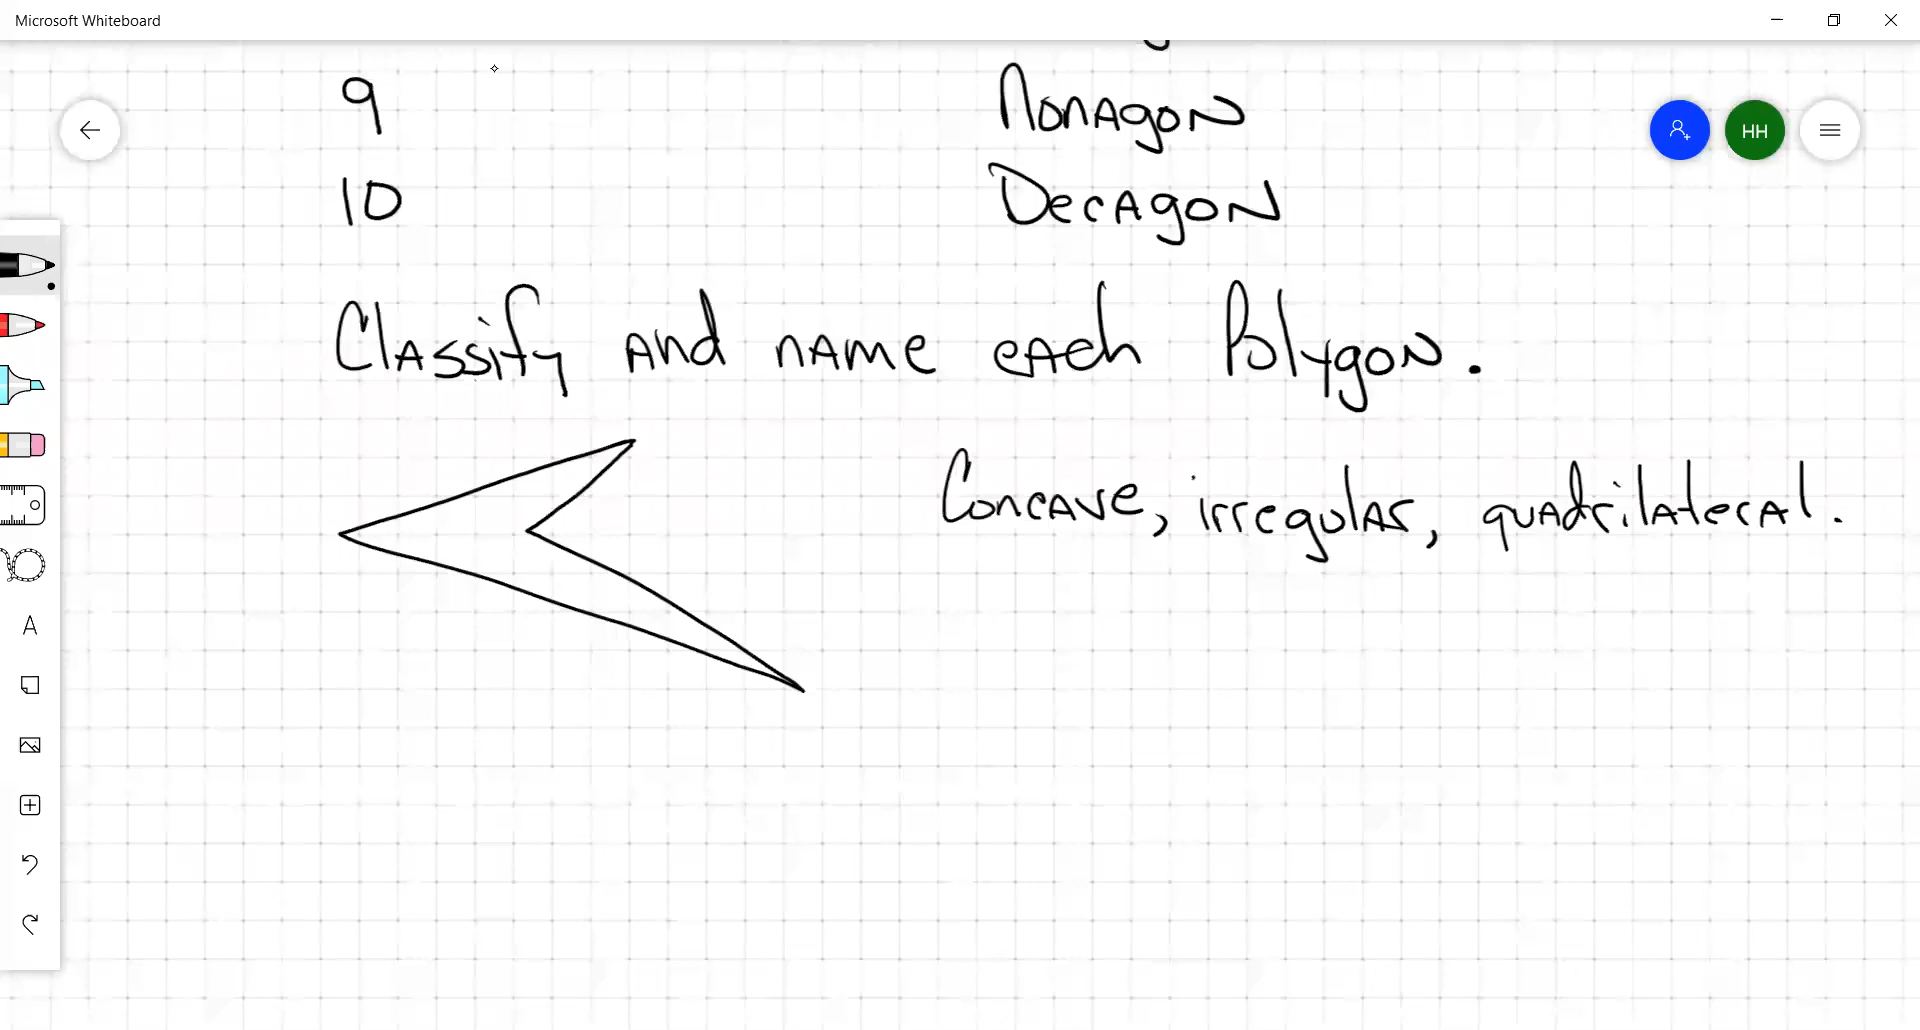 Microsoft Whiteboard
9 Nonagon
10 Decagon
HH
Classify and name each Polygon.
Concave, irregular, quadrilateral.